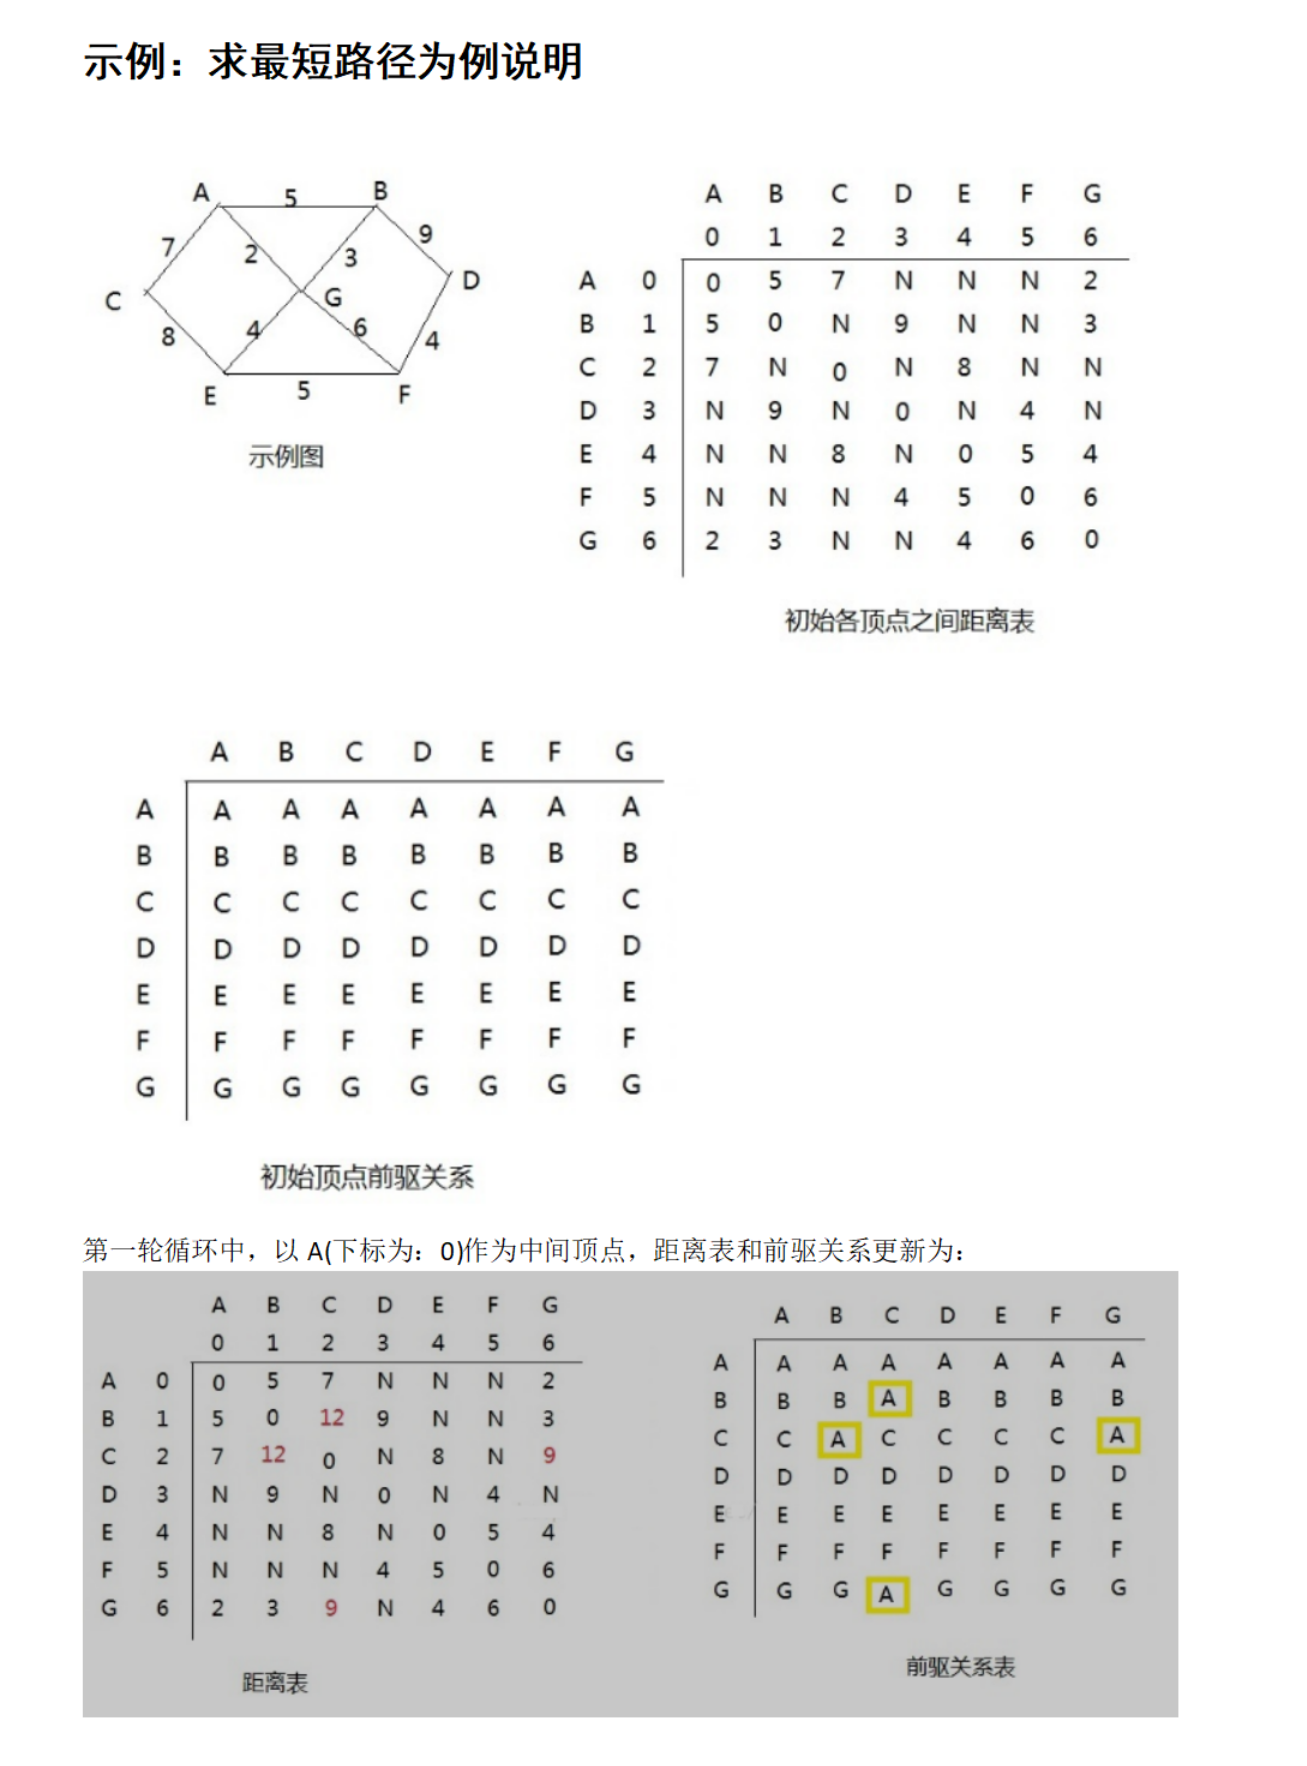 示例：求最短路径为例说明
A 5 B
7 2 3 9
C G D
8 4 6 4
E 5 F
示例图
A B C D E F G
0 1 2 3 4 5 6
A 0 0 5 7 N N N 2
B 1 5 0 N 9 N N 3
C 2 7 N 0 N 8 N N
D 3 N 9 N 0 N 4 N
E 4 N N 8 N 0 5 4
F 5 N N N 4 5 0 6
G 6 2 3 N N 4 6 0
初始各顶点之间距离表
A B C D E F G
A A A A A A A A
B B B B B B B B
C C C C C C C C
D D D D D D D D
E E E E E E E E
F F F F F F F F
G G G G G G G G
初始顶点前驱关系
第一轮循环中，以 A(下标为：0)作为中间顶点，距离表和前驱关系更新为：
A B C D E F G
0 1 2 3 4 5 6
A 0 0 5 7 N N N 2
B 1 5 0 12 9 N N 3
C 2 7 12 0 N 8 N 9
D 3 N 9 N 0 N 4 N
E 4 N N 8 N 0 5 4
F 5 N N N 4 5 0 6
G 6 2 3 9 N 4 6 0
距离表
A B C D E F G
A A A A A A A A
B B B A B B B B
C C A C C C C A
D D D D D D D D
E E E E E E E E
F F F F F F F F
G G G A G G G G
前驱关系表